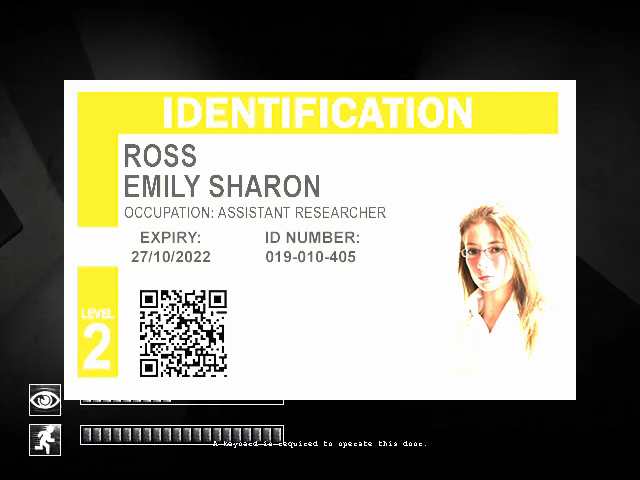 IDENTIFICATION
ROSS
EMILY SHARON
OCCUPATION: ASSISTANT RESEARCHER
EXPIRY:
27/10/2022
ID NUMBER:
019-010-405
LEVEL
2
A keycard is required to operate this door.